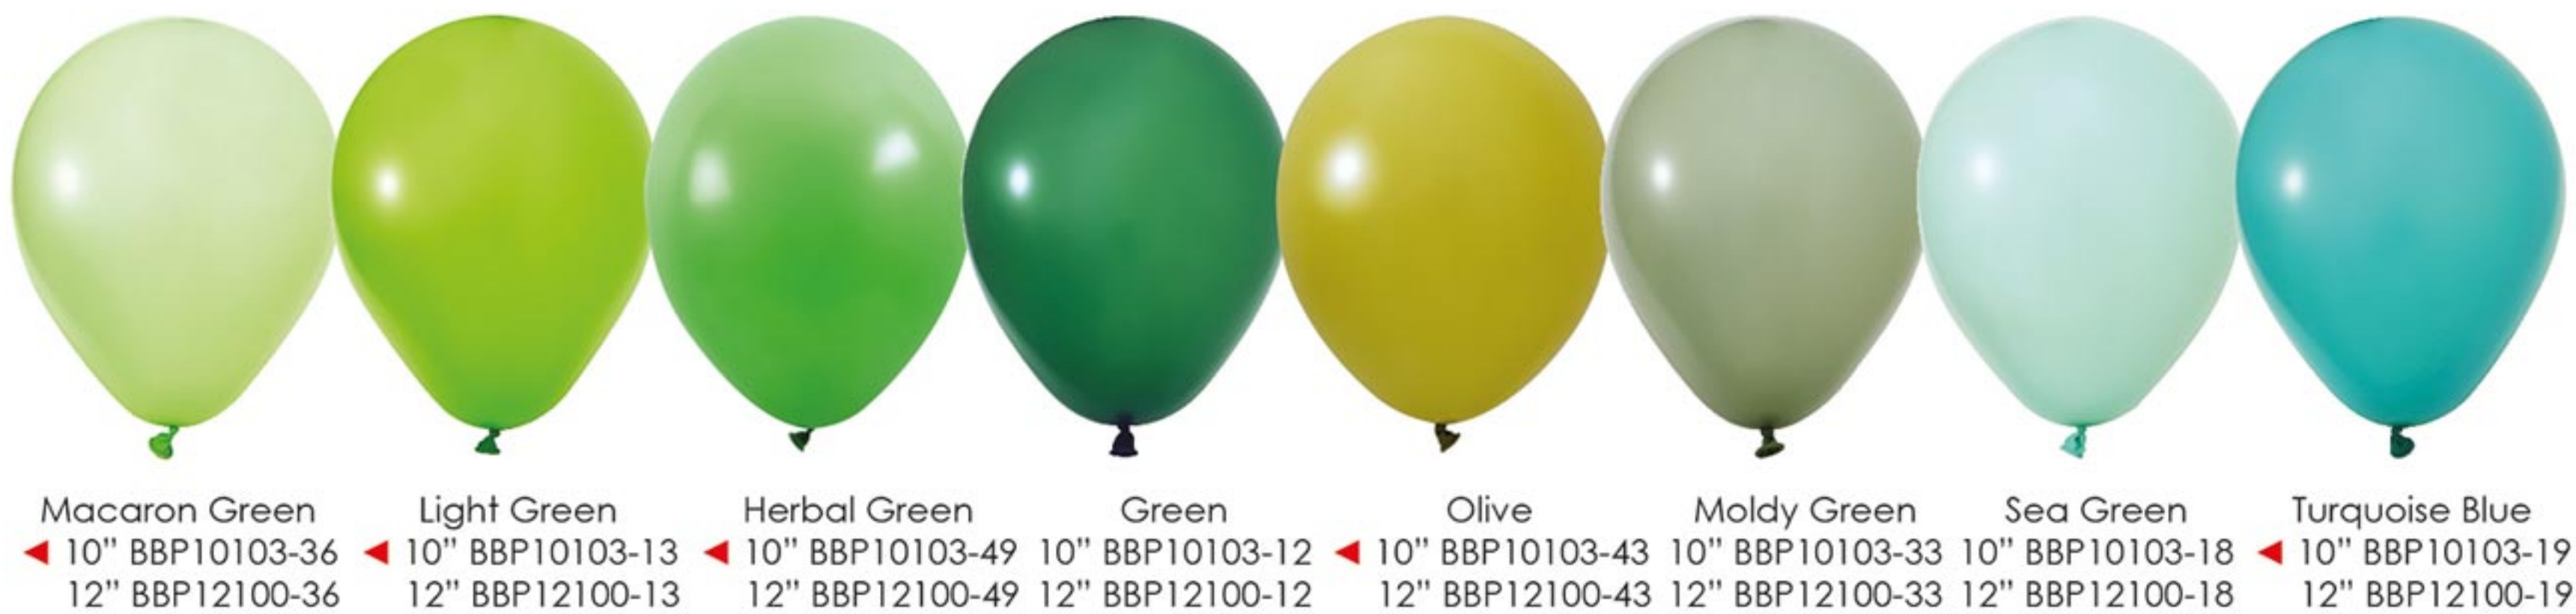 Macaron Green
10” BBP10103-36
12” BBP12100-36
Light Green
10” BBP10103-13
12” BBP12100-13
Herbal Green
10” BBP10103-49
12” BBP12100-49
Green
10” BBP10103-12
12” BBP12100-12
Olive
10” BBP10103-43
12” BBP12100-43
Moldy Green
10” BBP10103-33
12” BBP12100-33
Sea Green
10” BBP10103-18
12” BBP12100-18
Turquoise Blue
10” BBP10103-19
12” BBP12100-19